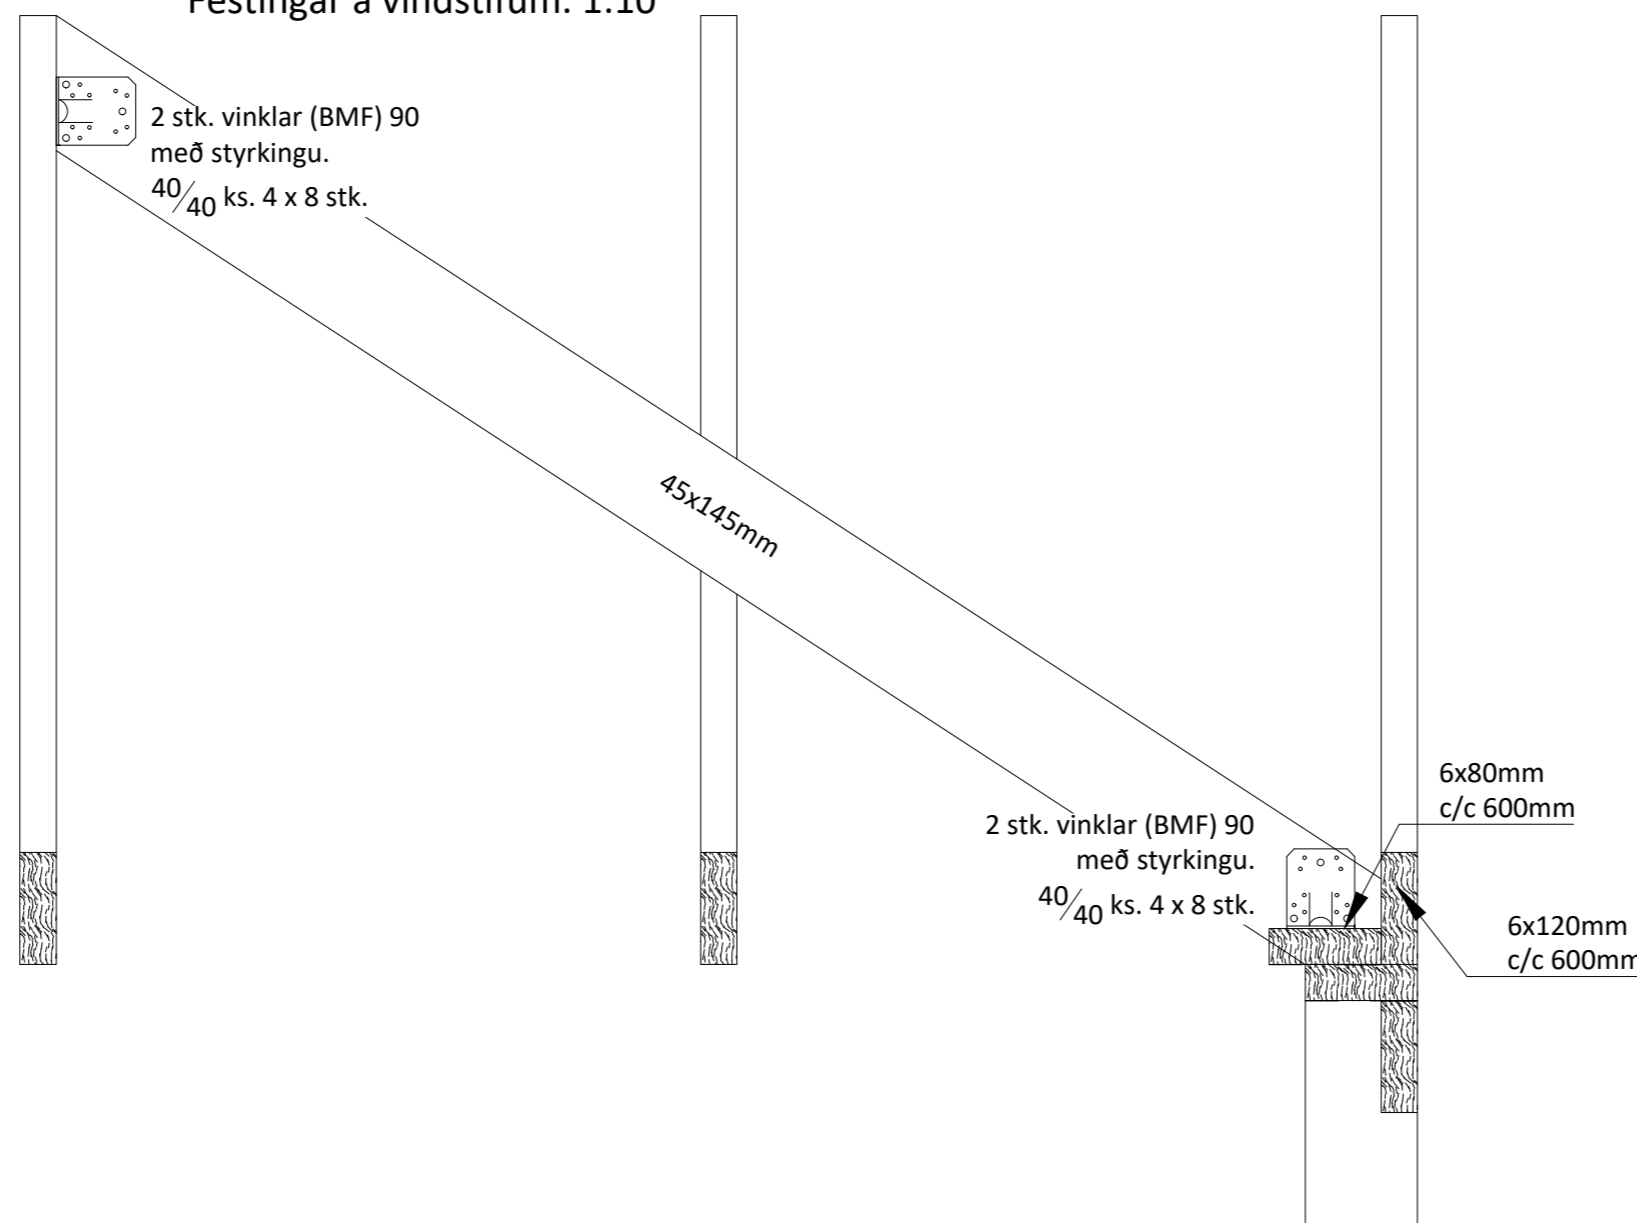 Festingar á vindstífum. 1:10
2 stk. vinklar (BMF) 90
með styrkingu.
40/40 ks. 4 x 8 stk.
45x145mm
6x80mm
c/c 600mm
2 stk. vinklar (BMF) 90
með styrkingu.
40/40 ks. 4 x 8 stk.
6x120mm
c/c 600mm